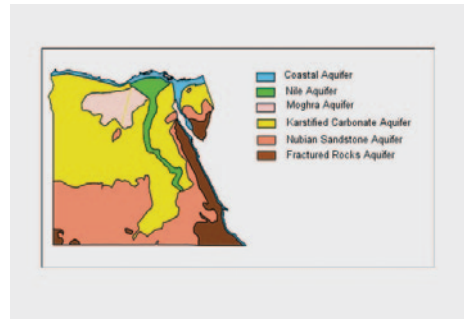 Coastal Aquifer
Nile Aquifer
Moghra Aquifer
Karstified Carbonate Aquifer
Nubian Sandstone Aquifer
Fractured Rocks Aquifer